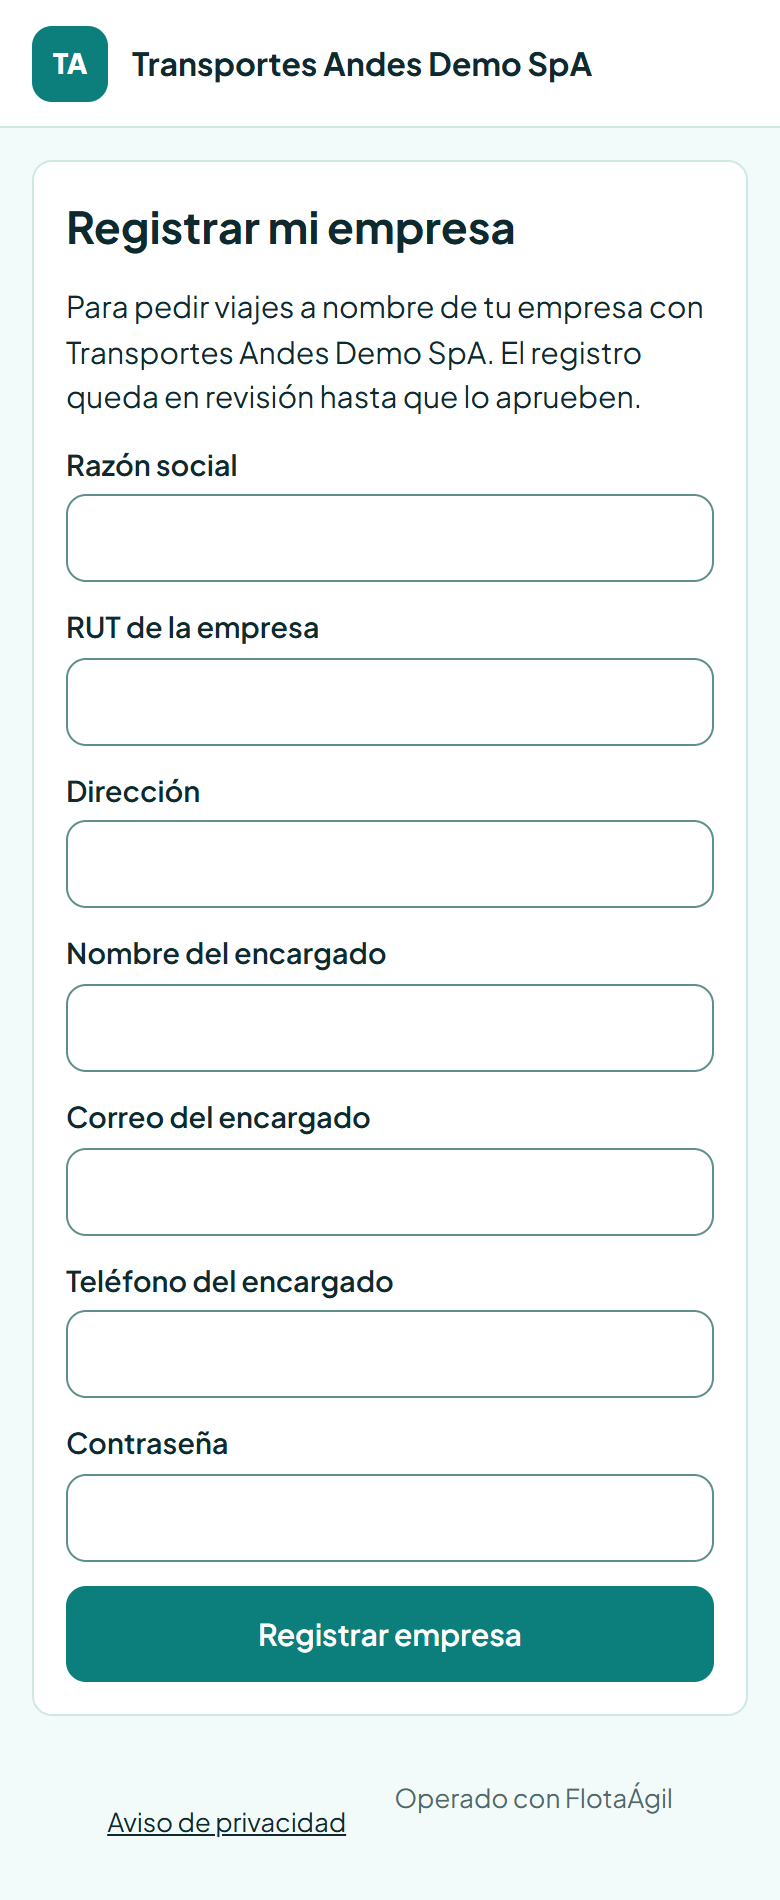 TA
Transportes Andes Demo SpA
Registrar mi empresa
Para pedir viajes a nombre de tu empresa con
Transportes Andes Demo SpA. El registro
queda en revisión hasta que lo aprueben.
Razón social
RUT de la empresa
Dirección
Nombre del encargado
Correo del encargado
Teléfono del encargado
Contraseña
Registrar empresa
Aviso de privacidad
Operado con FlotaÁgil